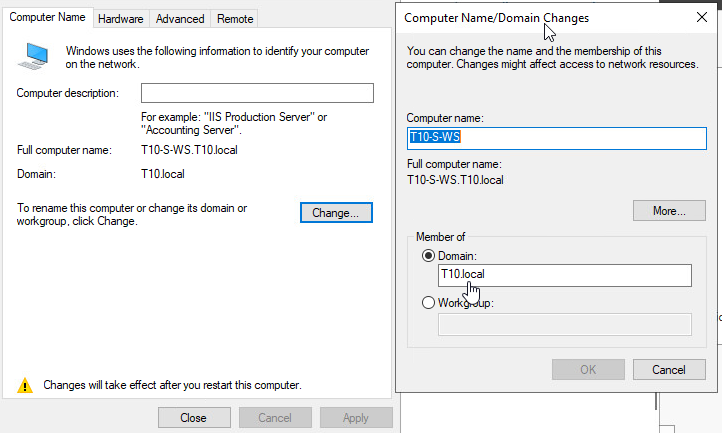 Computer Name
Hardware
Advanced
Remote
Windows uses the following information to identify your computer
on the network.
Computer description:
For example: "IIS Production Server" or
"Accounting Server".
Full computer name:
T10-S-WS.T10.local
Domain:
T10.local
To rename this computer or change its domain or
workgroup, click Change.
Change...
Changes will take effect after you restart this computer.
Close
Cancel
Apply
Computer Name/Domain Changes
You can change the name and the membership of this
computer. Changes might affect access to network resources.
Computer name:
T10-S-WS
Full computer name:
T10-S-WS.T10.local
More...
Member of
Domain:
T10.local
Workgroup:
OK
Cancel